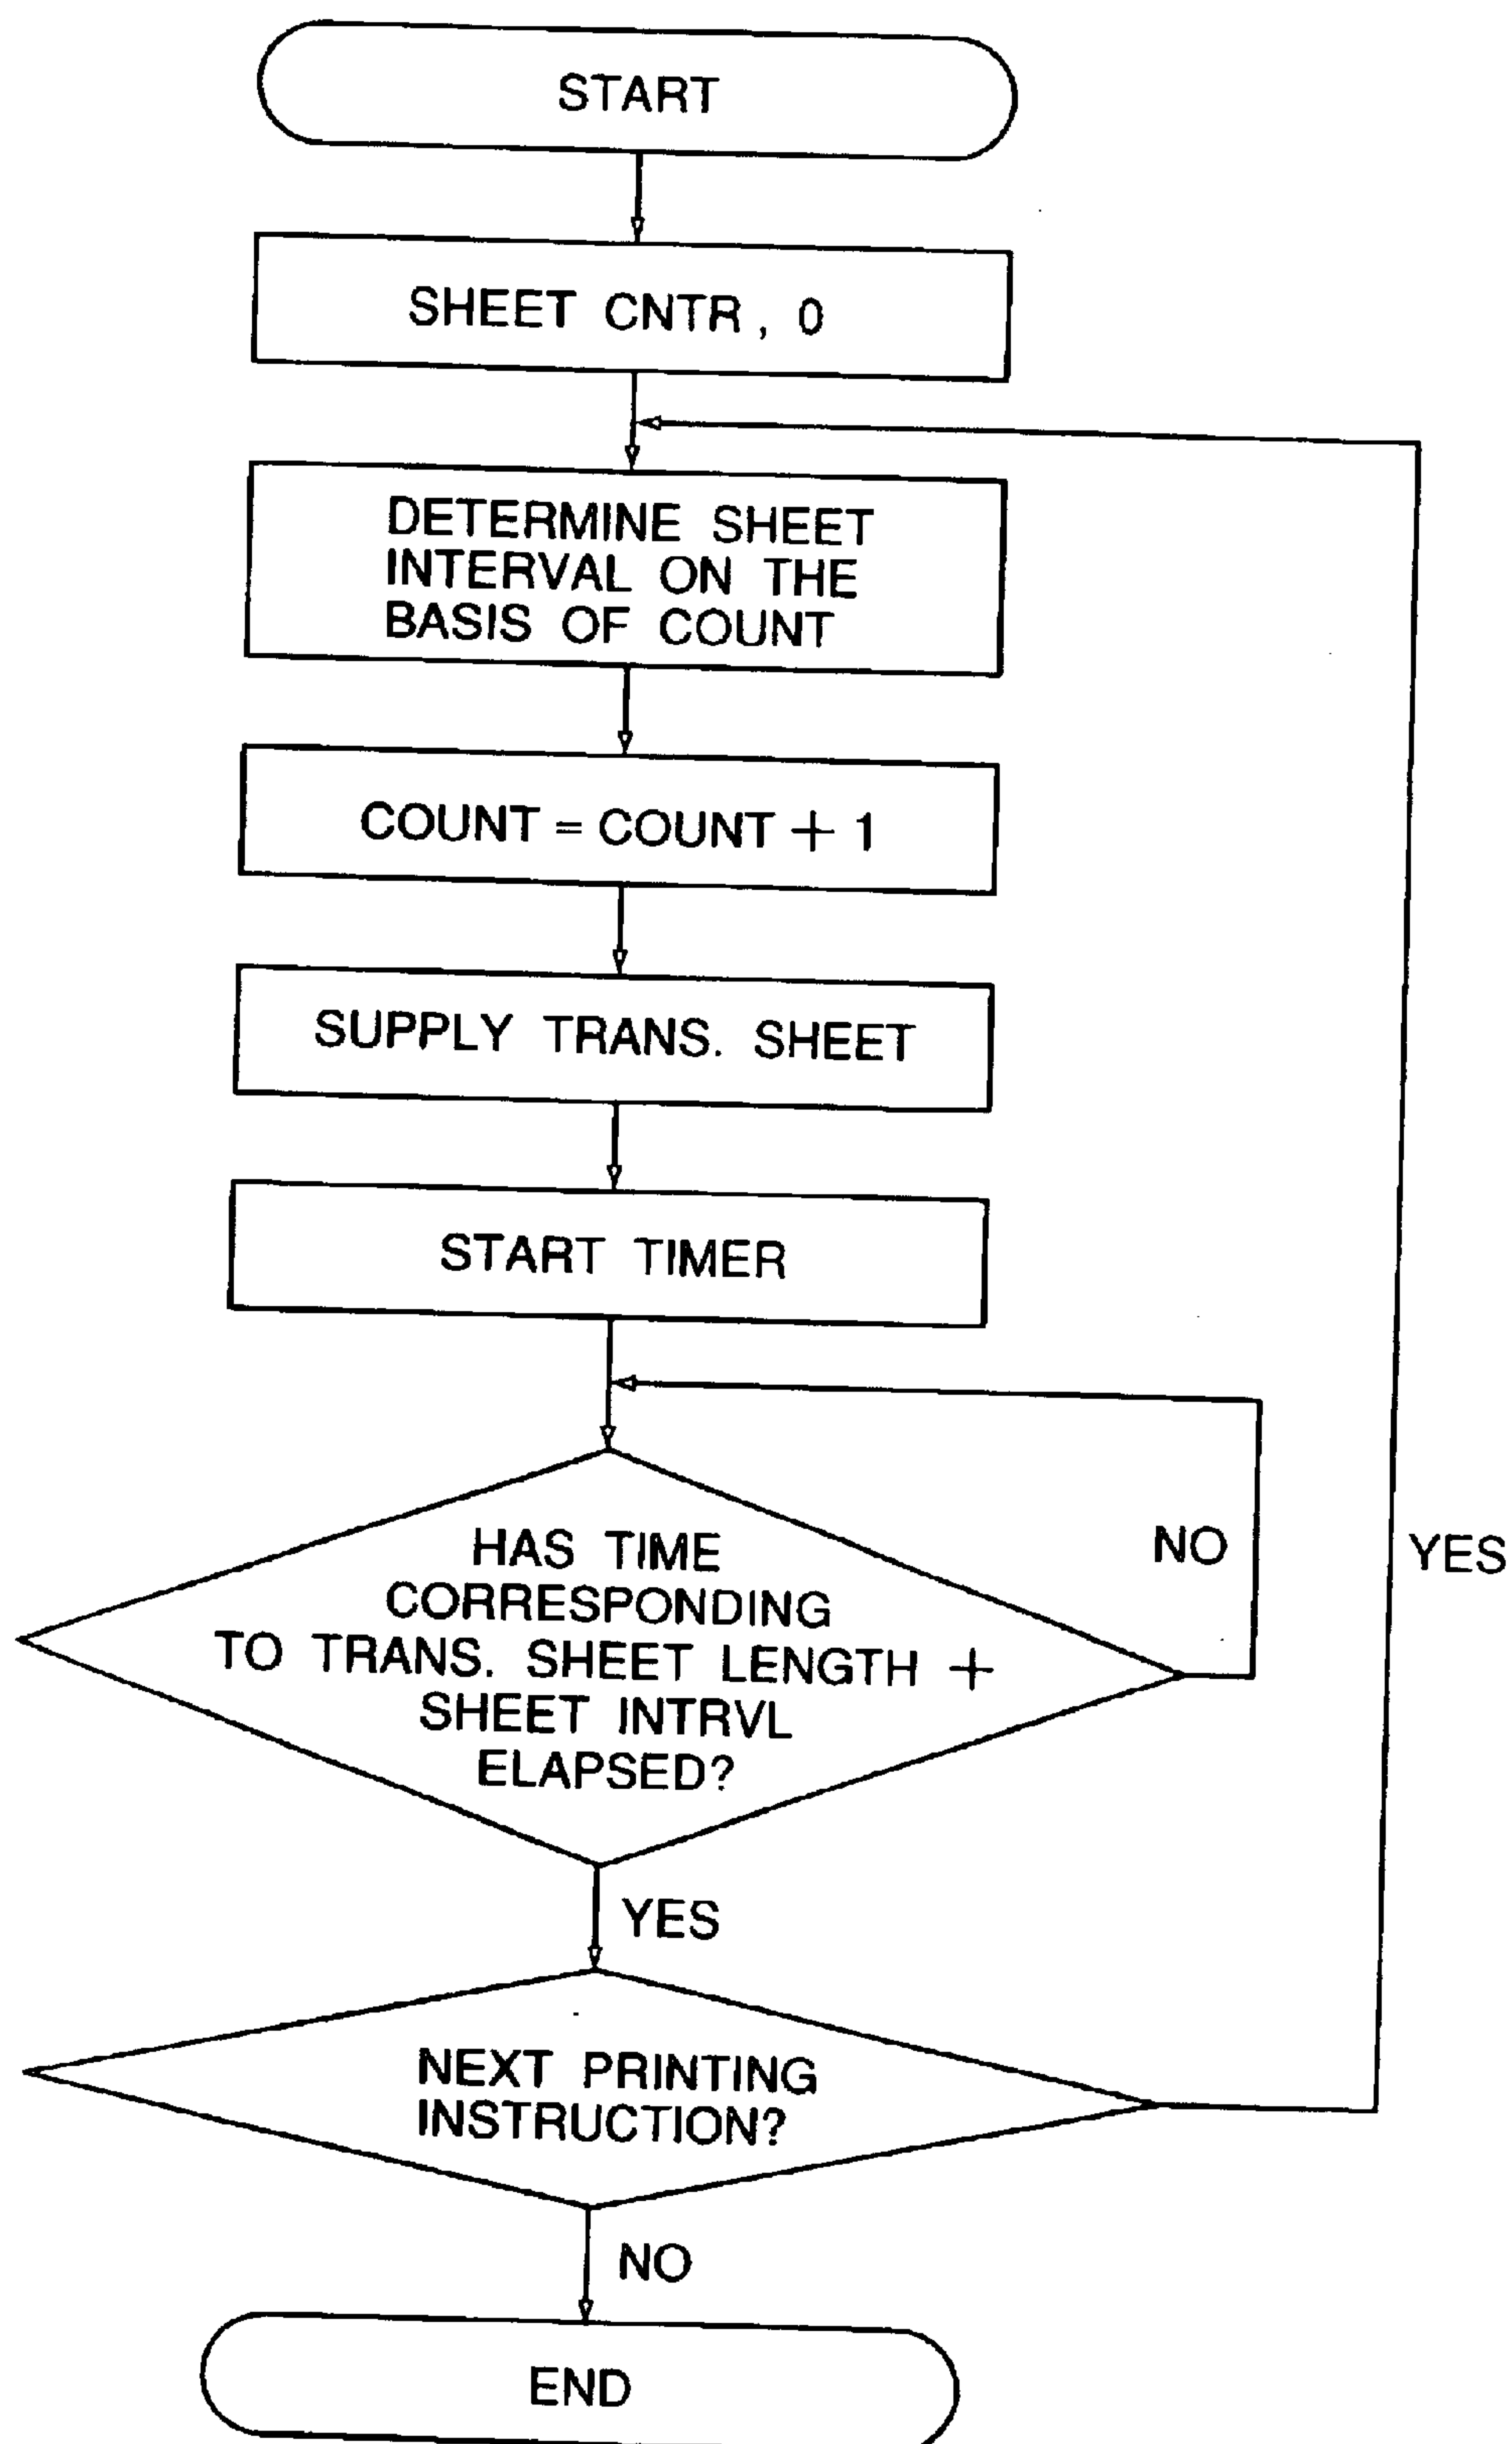 START
SHEET CNTR, 0
DETERMINE SHEET
INTERVAL ON THE
BASIS OF COUNT
COUNT = COUNT + 1
SUPPLY TRANS. SHEET
START TIMER
HAS TIME
CORRESPONDING
TO TRANS. SHEET LENGTH +
SHEET INTRVL
ELAPSED?
NO
YES
YES
NEXT PRINTING
INSTRUCTION?
NO
END